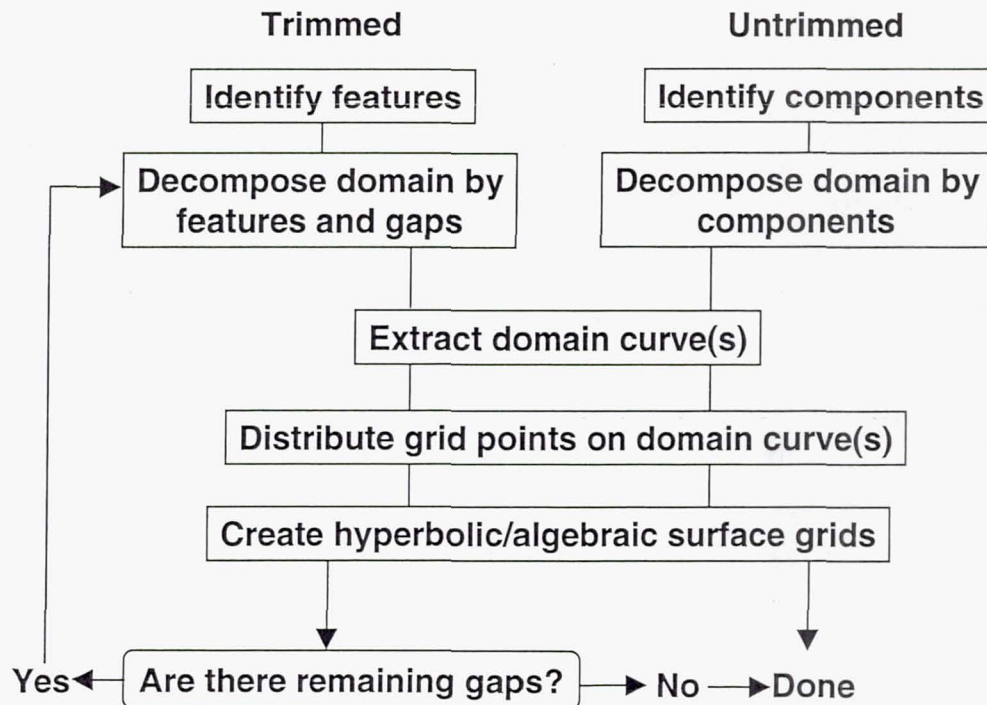 Trimmed
Untrimmed
Identify features
Identify components
Decompose domain by
features and gaps
Decompose domain by
components
Extract domain curve(s)
Distribute grid points on domain curve(s)
Create hyperbolic/algebraic surface grids
Yes
Are there remaining gaps?
No
Done